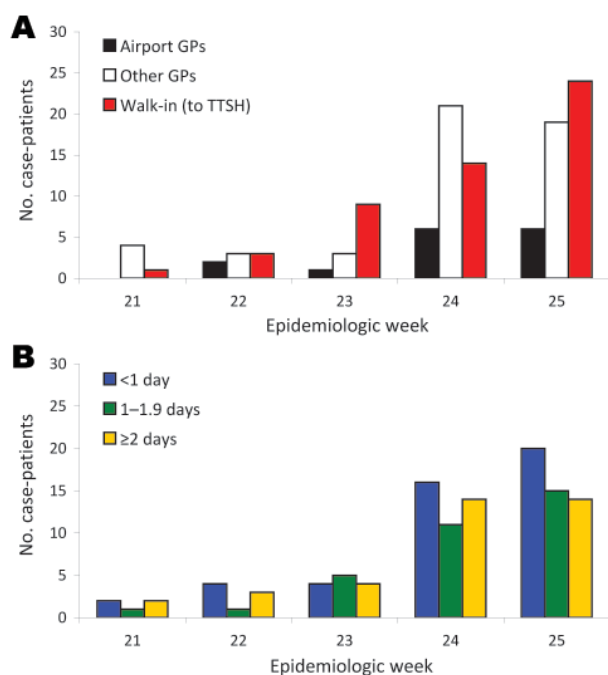 A
No. case-patients
30
25
20
15
10
5
0
Airport GPs
Other GPs
Walk-in (to TTSH)
21 22 23 24 25
Epidemiologic week
B
No. case-patients
30
25
20
15
10
5
0
<1 day
1–1.9 days
≥2 days
21 22 23 24 25
Epidemiologic week